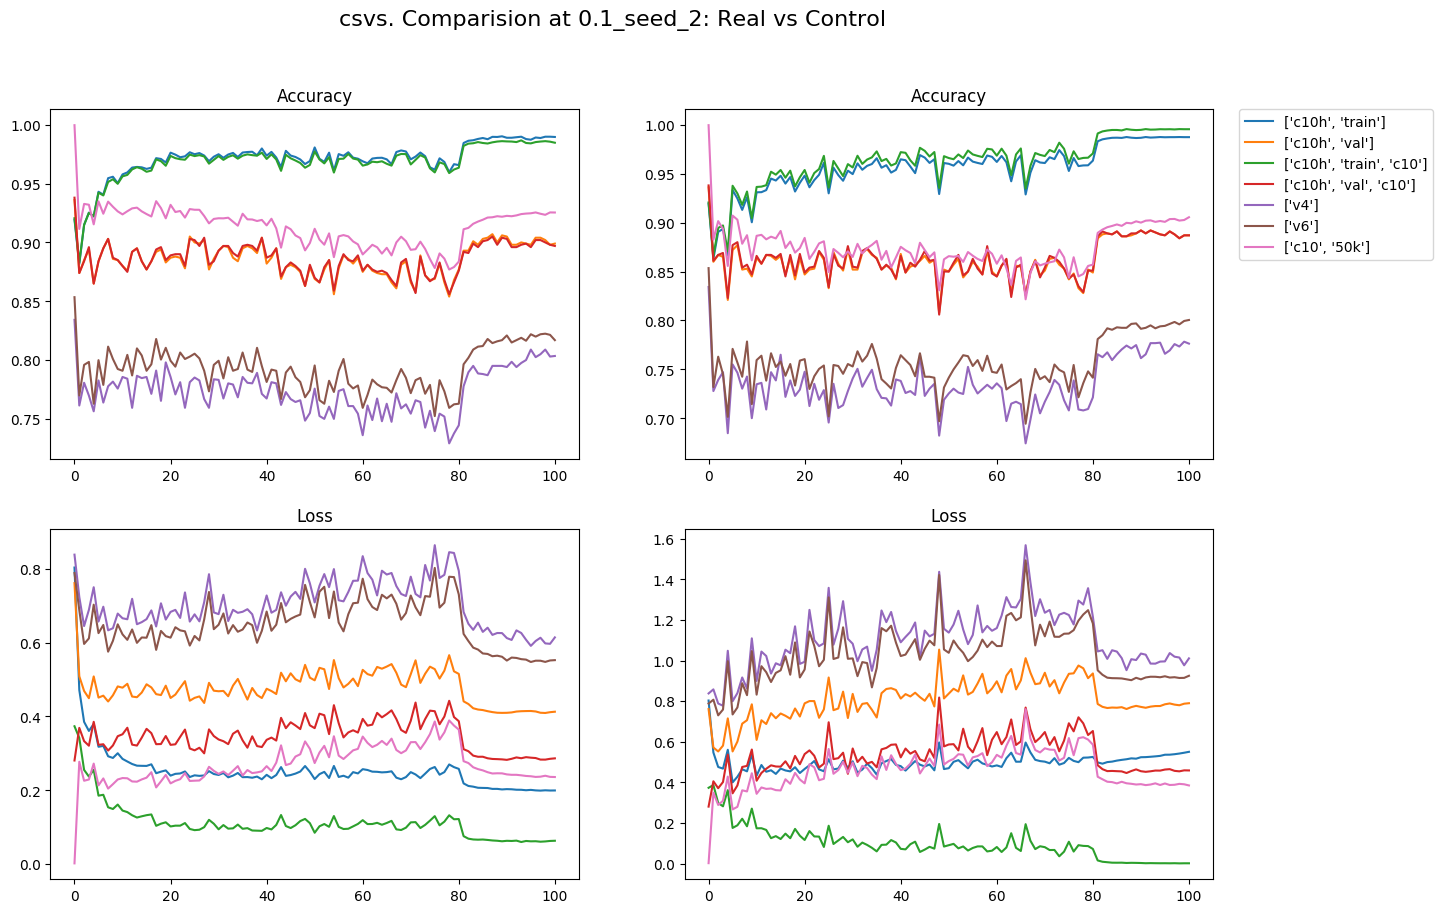 csvs. Comparision at 0.1_seed_2: Real vs Control
Accuracy
1.00
0.95
0.90
0.85
0.80
0.75
0 20 40 60 80 100
Accuracy
1.00
0.95
0.90
0.85
0.80
0.75
0.70
0 20 40 60 80 100
['c10h', 'train']
['c10h', 'val']
['c10h', 'train', 'c10']
['c10h', 'val', 'c10']
['v4']
['v6']
['c10', '50k']
Loss
0.8
0.6
0.4
0.2
0.0
0 20 40 60 80 100
Loss
1.6
1.4
1.2
1.0
0.8
0.6
0.4
0.2
0.0
0 20 40 60 80 100